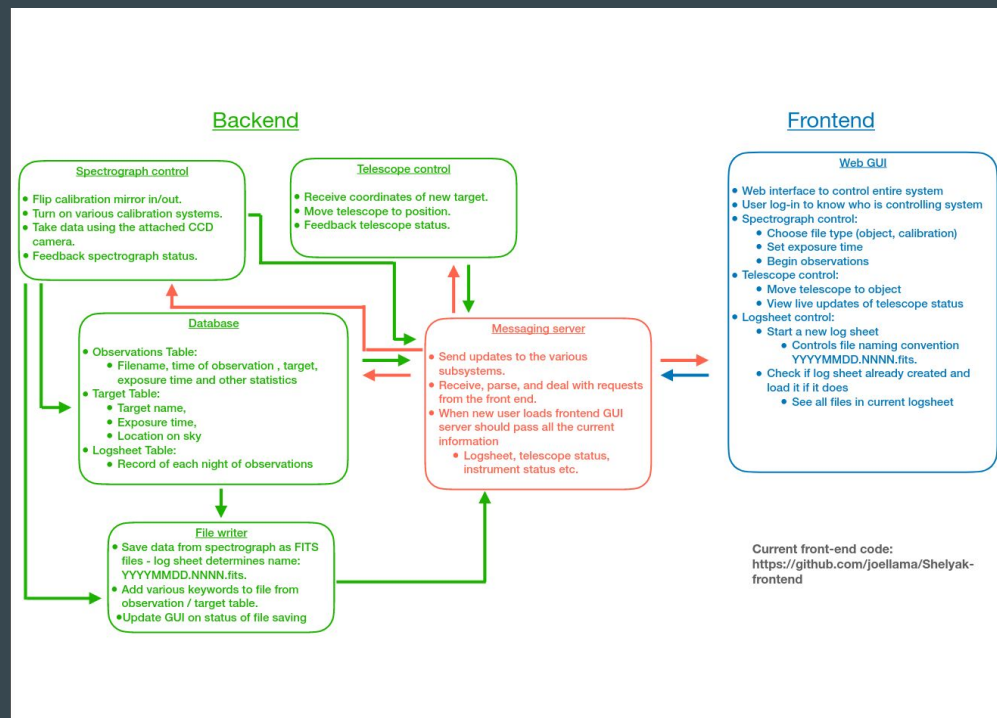 Backend
Spectrograph control
• Flip calibration mirror in/out.
• Turn on various calibration systems.
• Take data using the attached CCD
camera.
• Feedback spectrograph status.
Telescope control
• Receive coordinates of new target.
• Move telescope to position.
• Feedback telescope status.
Database
• Observations Table:
• Filename, time of observation , target,
exposure time and other statistics
• Target Table:
• Target name,
• Exposure time,
• Location on sky
• Logsheet Table:
• Record of each night of observations
Messaging server
• Send updates to the various
subsystems.
• Receive, parse, and deal with requests
from the front end.
• When new user loads frontend GUI
server should pass all the current
information
• Logsheet, telescope status,
instrument status etc.
File writer
• Save data from spectrograph as FITS
files - log sheet determines name:
YYYYMMDD.NNNN.fits.
• Add various keywords to file from
observation / target table.
•Update GUI on status of file saving
Frontend
Web GUI
• Web interface to control entire system
• User log-in to know who is controlling system
• Spectrograph control:
• Choose file type (object, calibration)
• Set exposure time
• Begin observations
• Telescope control:
• Move telescope to object
• View live updates of telescope status
• Logsheet control:
• Start a new log sheet
• Controls file naming convention
YYYYMMDD.NNNN.fits.
• Check if log sheet already created and
load it if it does
• See all files in current logsheet
Current front-end code:
https://github.com/joellama/Shelyak-
frontend